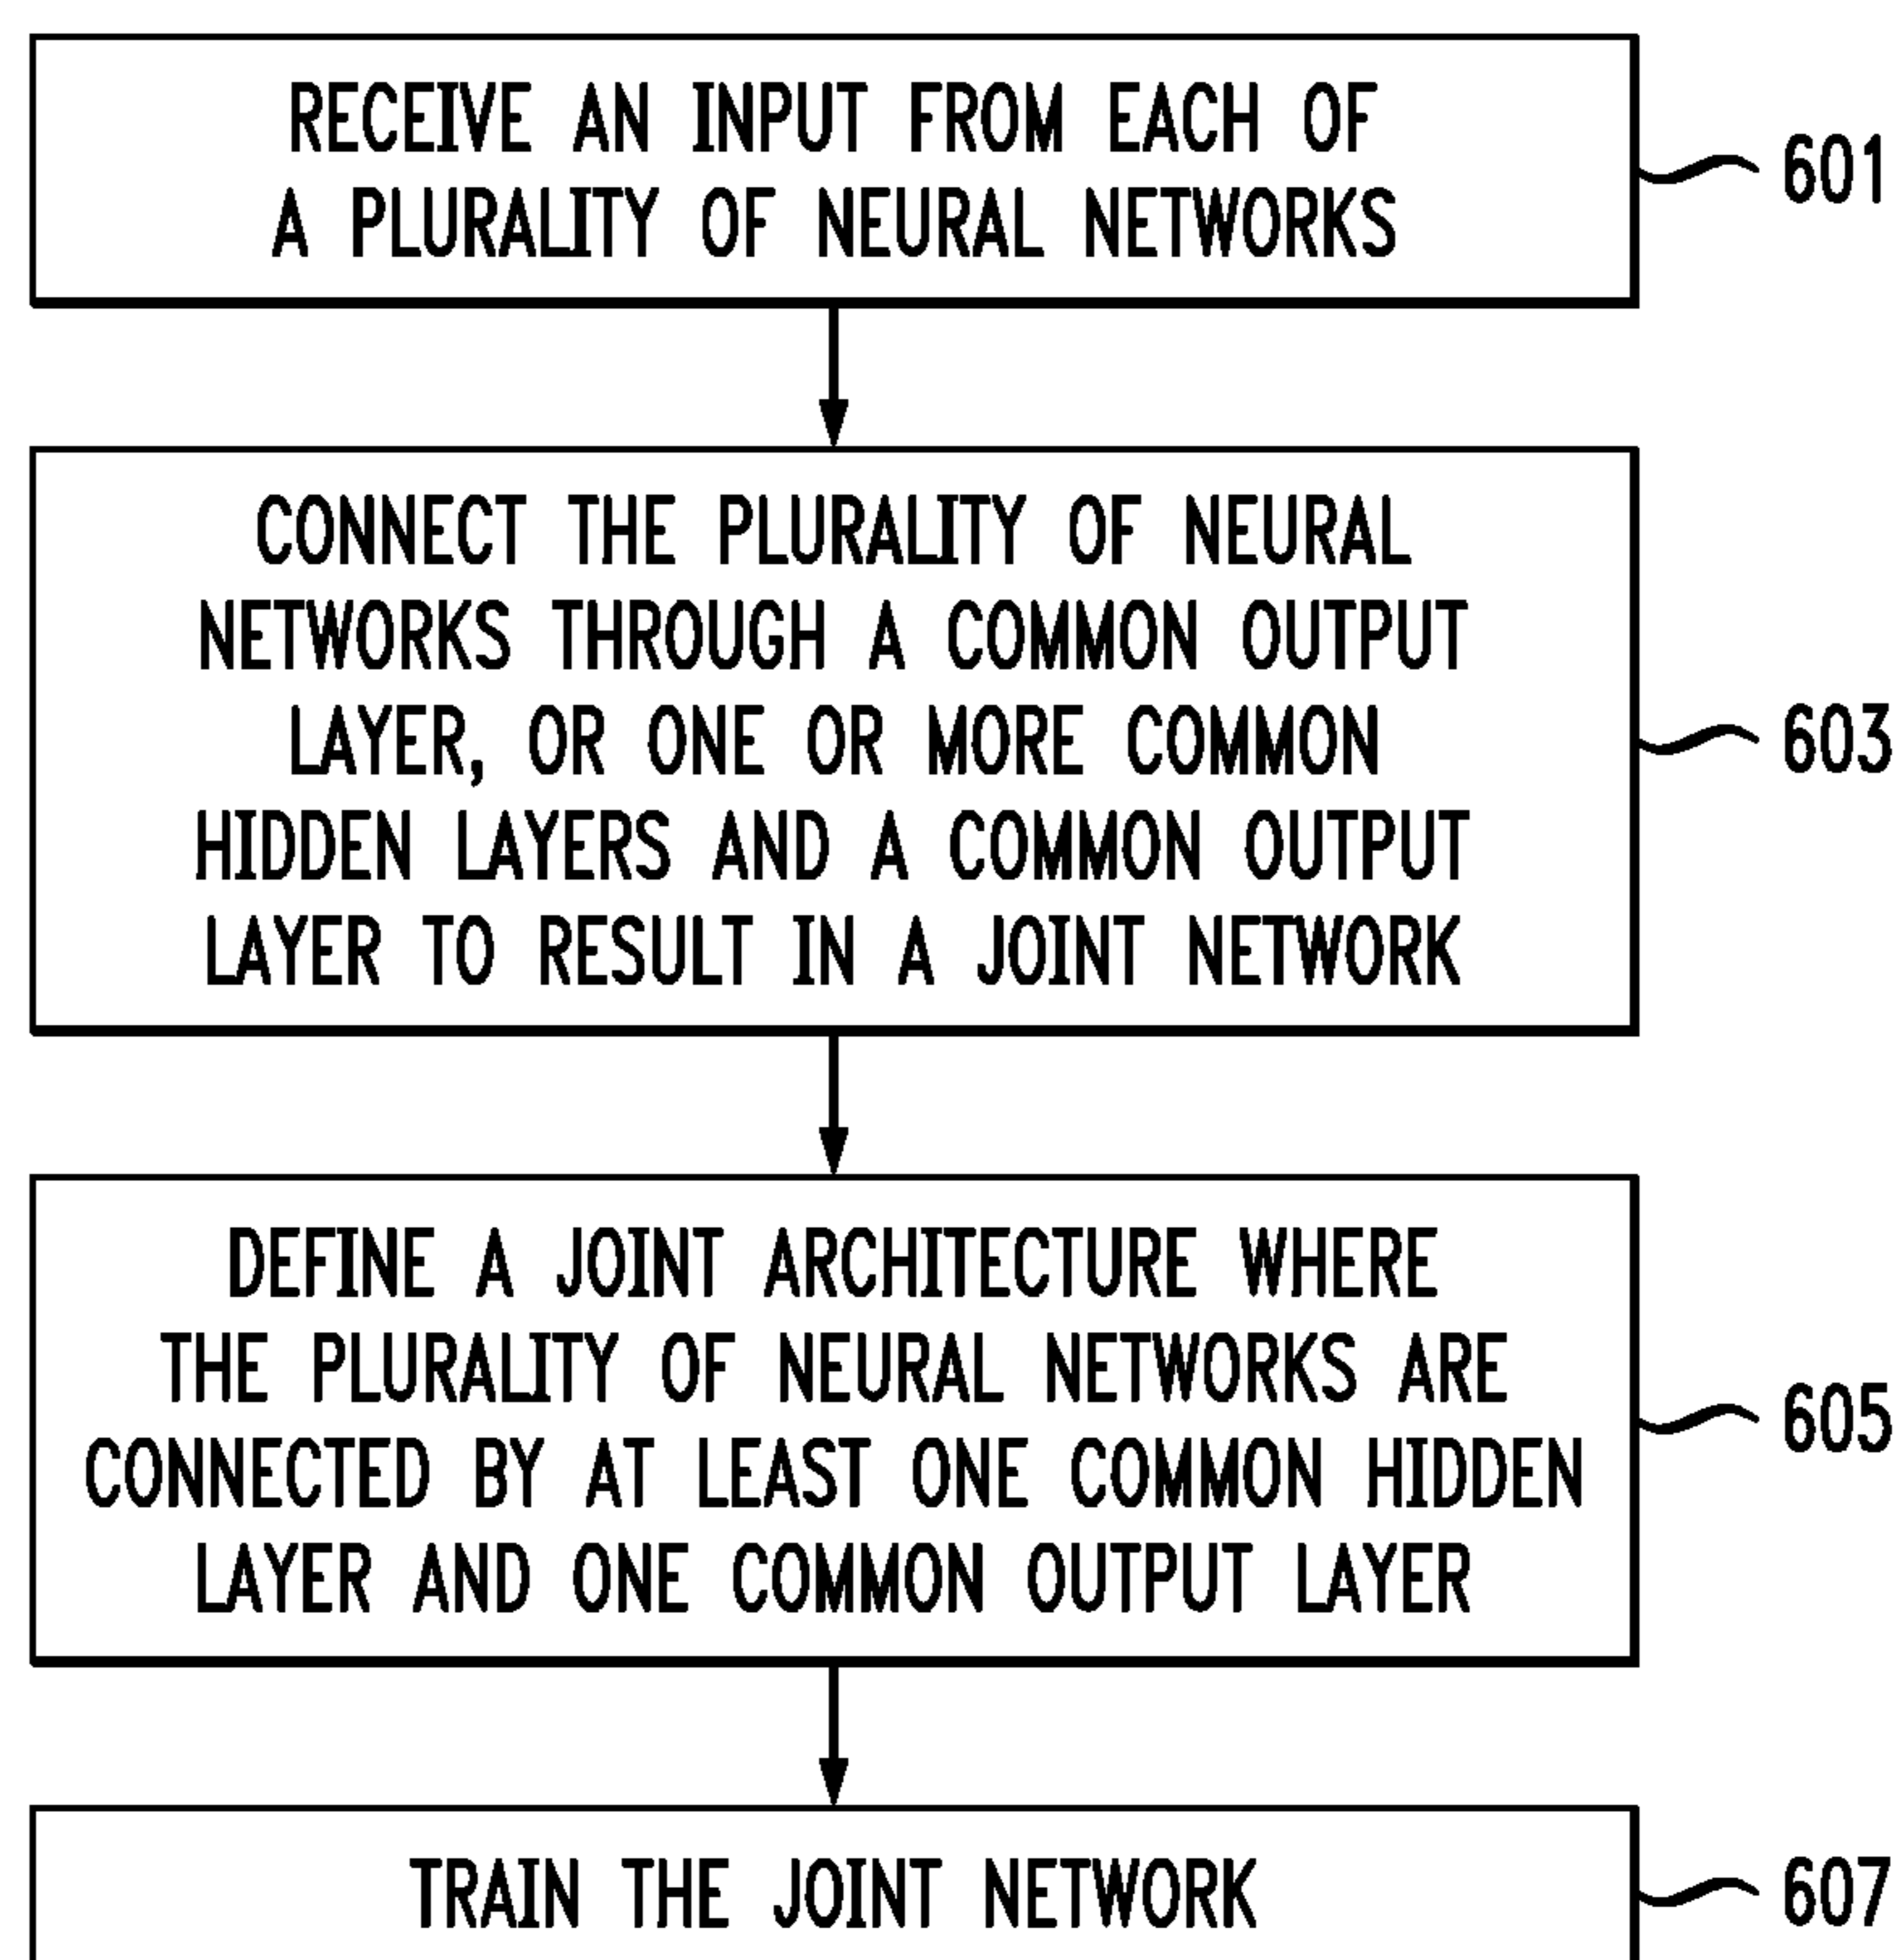 RECEIVE AN INPUT FROM EACH OF
A PLURALITY OF NEURAL NETWORKS
601
CONNECT THE PLURALITY OF NEURAL
NETWORKS THROUGH A COMMON OUTPUT
LAYER, OR ONE OR MORE COMMON
HIDDEN LAYERS AND A COMMON OUTPUT
LAYER TO RESULT IN A JOINT NETWORK
603
DEFINE A JOINT ARCHITECTURE WHERE
THE PLURALITY OF NEURAL NETWORKS ARE
CONNECTED BY AT LEAST ONE COMMON HIDDEN
LAYER AND ONE COMMON OUTPUT LAYER
605
TRAIN THE JOINT NETWORK
607